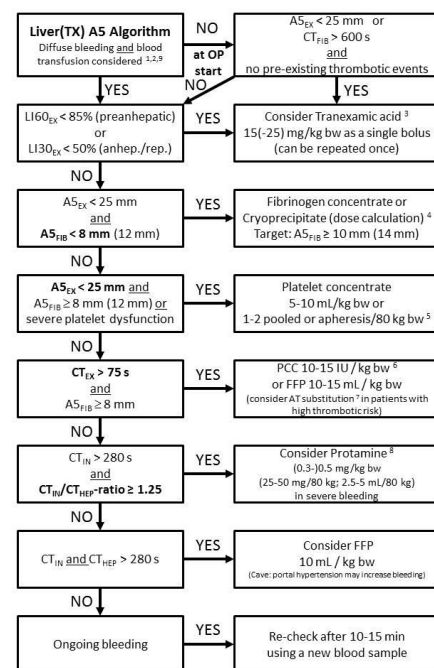 Liver(TX) A5 Algorithm
Diffuse bleeding and blood
transfusion considered 1,2,9
NO
at OP
start
A5EX < 25 mm or
CTFIB > 600 s
and
no pre-existing thrombotic events
YES
NO
YES
LI60EX < 85% (preanhepatic)
or
LI30EX < 50% (anhep./rep.)
YES
Consider Tranexamic acid 3
15(-25) mg/kg bw as a single bolus
(can be repeated once)
NO
A5EX < 25 mm
and
A5FIB < 8 mm (12 mm)
YES
Fibrinogen concentrate or
Cryoprecipitate (dose calculation) 4
Target: A5FIB ≥ 10 mm (14 mm)
NO
A5EX < 25 mm and
A5FIB ≥ 8 mm (12 mm) or
severe platelet dysfunction
YES
Platelet concentrate
5-10 mL/kg bw or
1-2 pooled or apheresis/80 kg bw 5
NO
CTEX > 75 s
and
A5FIB ≥ 8 mm
YES
PCC 10-15 IU / kg bw 6
or FFP 10-15 mL / kg bw
(consider AT substitution 7 in patients with
high thrombotic risk)
NO
CTIN > 280 s
and
CTIN/CTHEP-ratio ≥ 1.25
YES
Consider Protamine 8
(0.3-)0.5 mg/kg bw
(25-50 mg/80 kg; 2.5-5 mL/80 kg)
in severe bleeding
NO
CTIN and CTHEP > 280 s
YES
Consider FFP
10 mL / kg bw
(Cave: portal hypertension may increase bleeding)
NO
Ongoing bleeding
YES
Re-check after 10-15 min
using a new blood sample